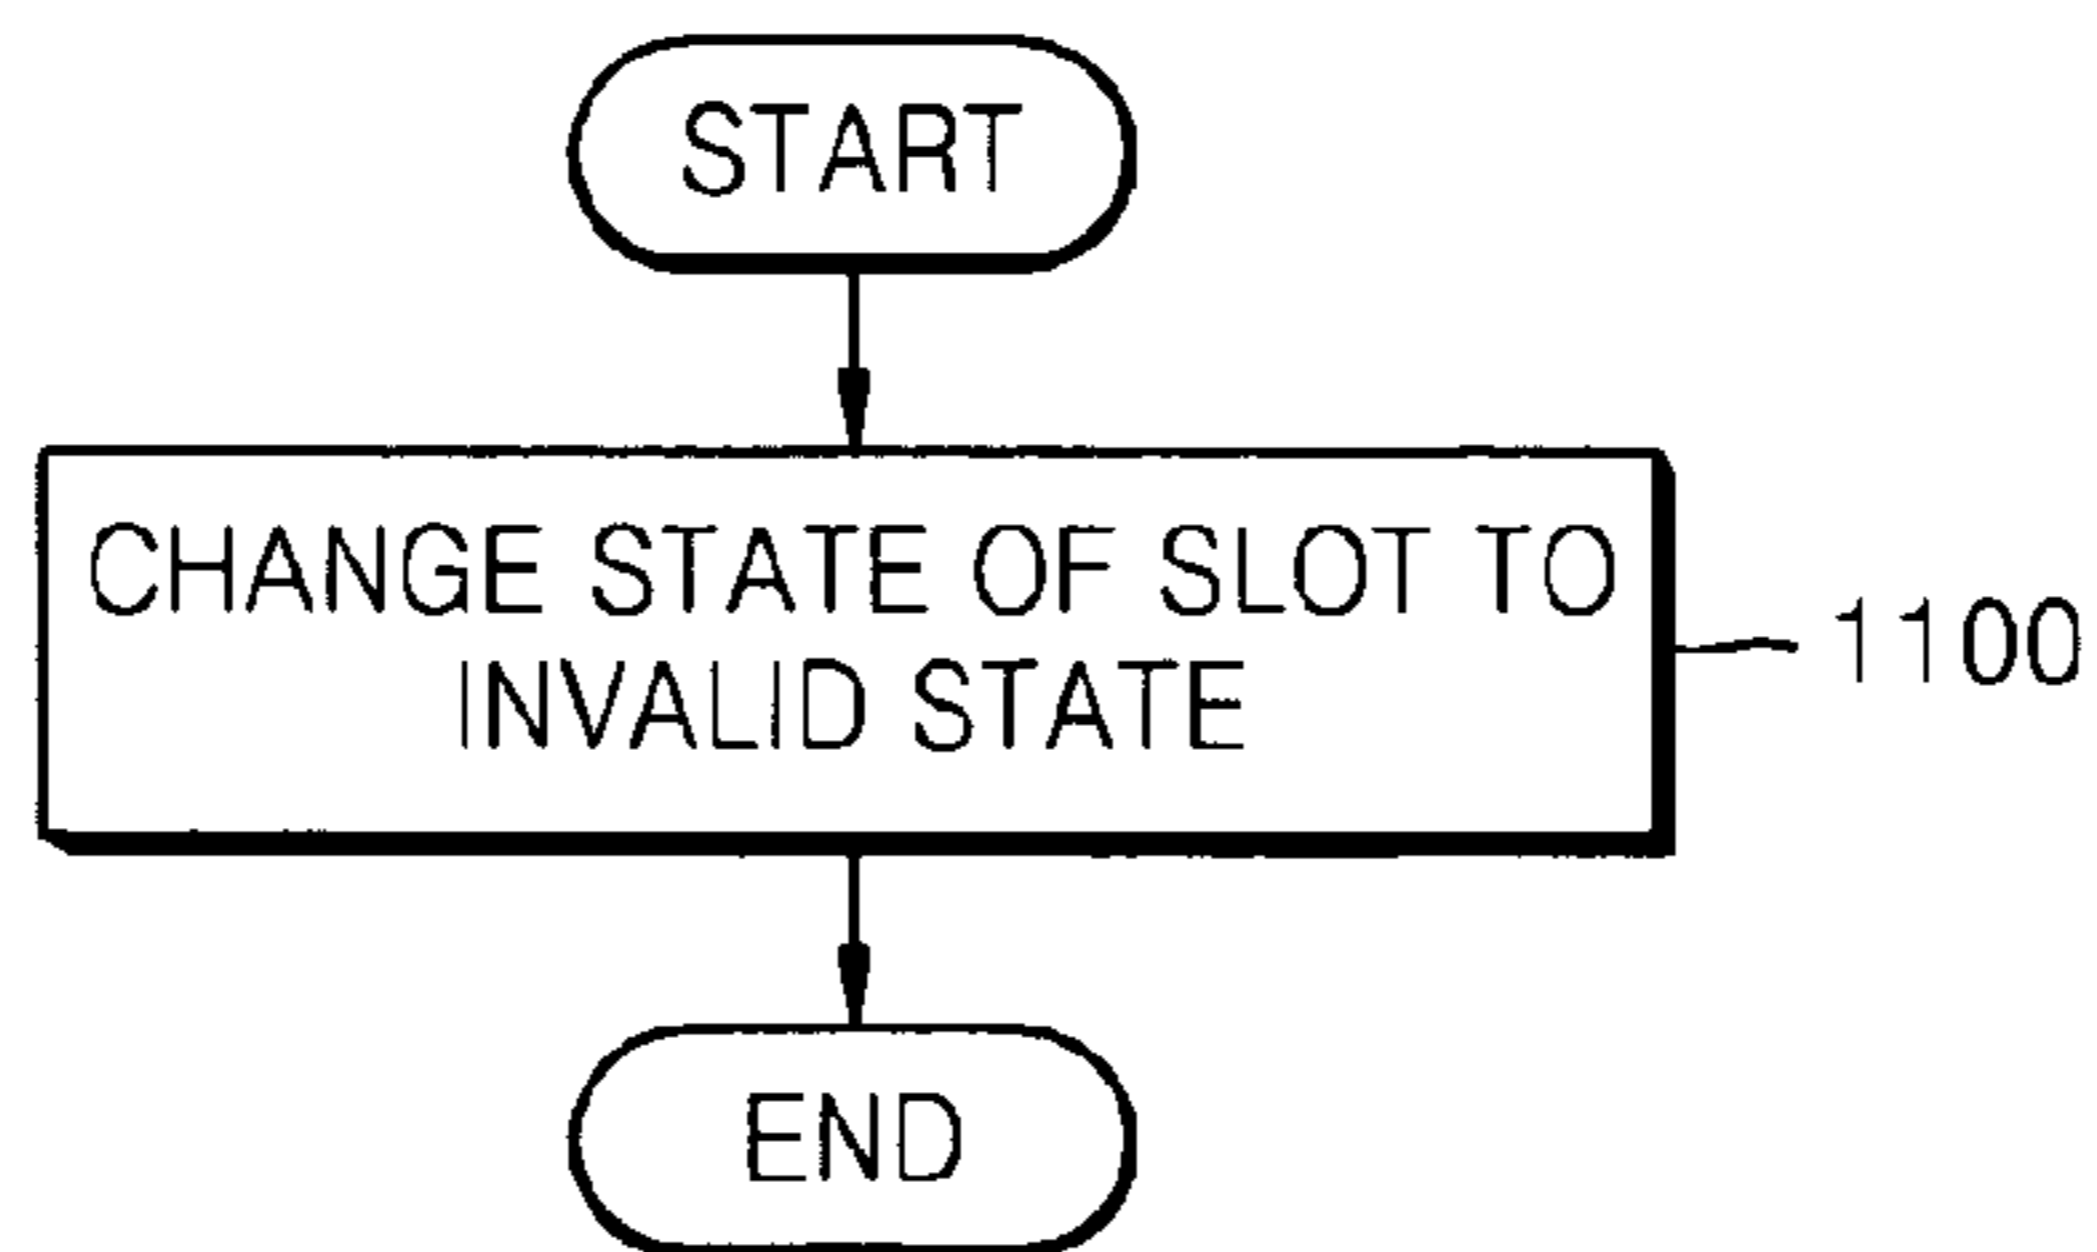 START
CHANGE STATE OF SLOT TO
INVALID STATE
1100
END